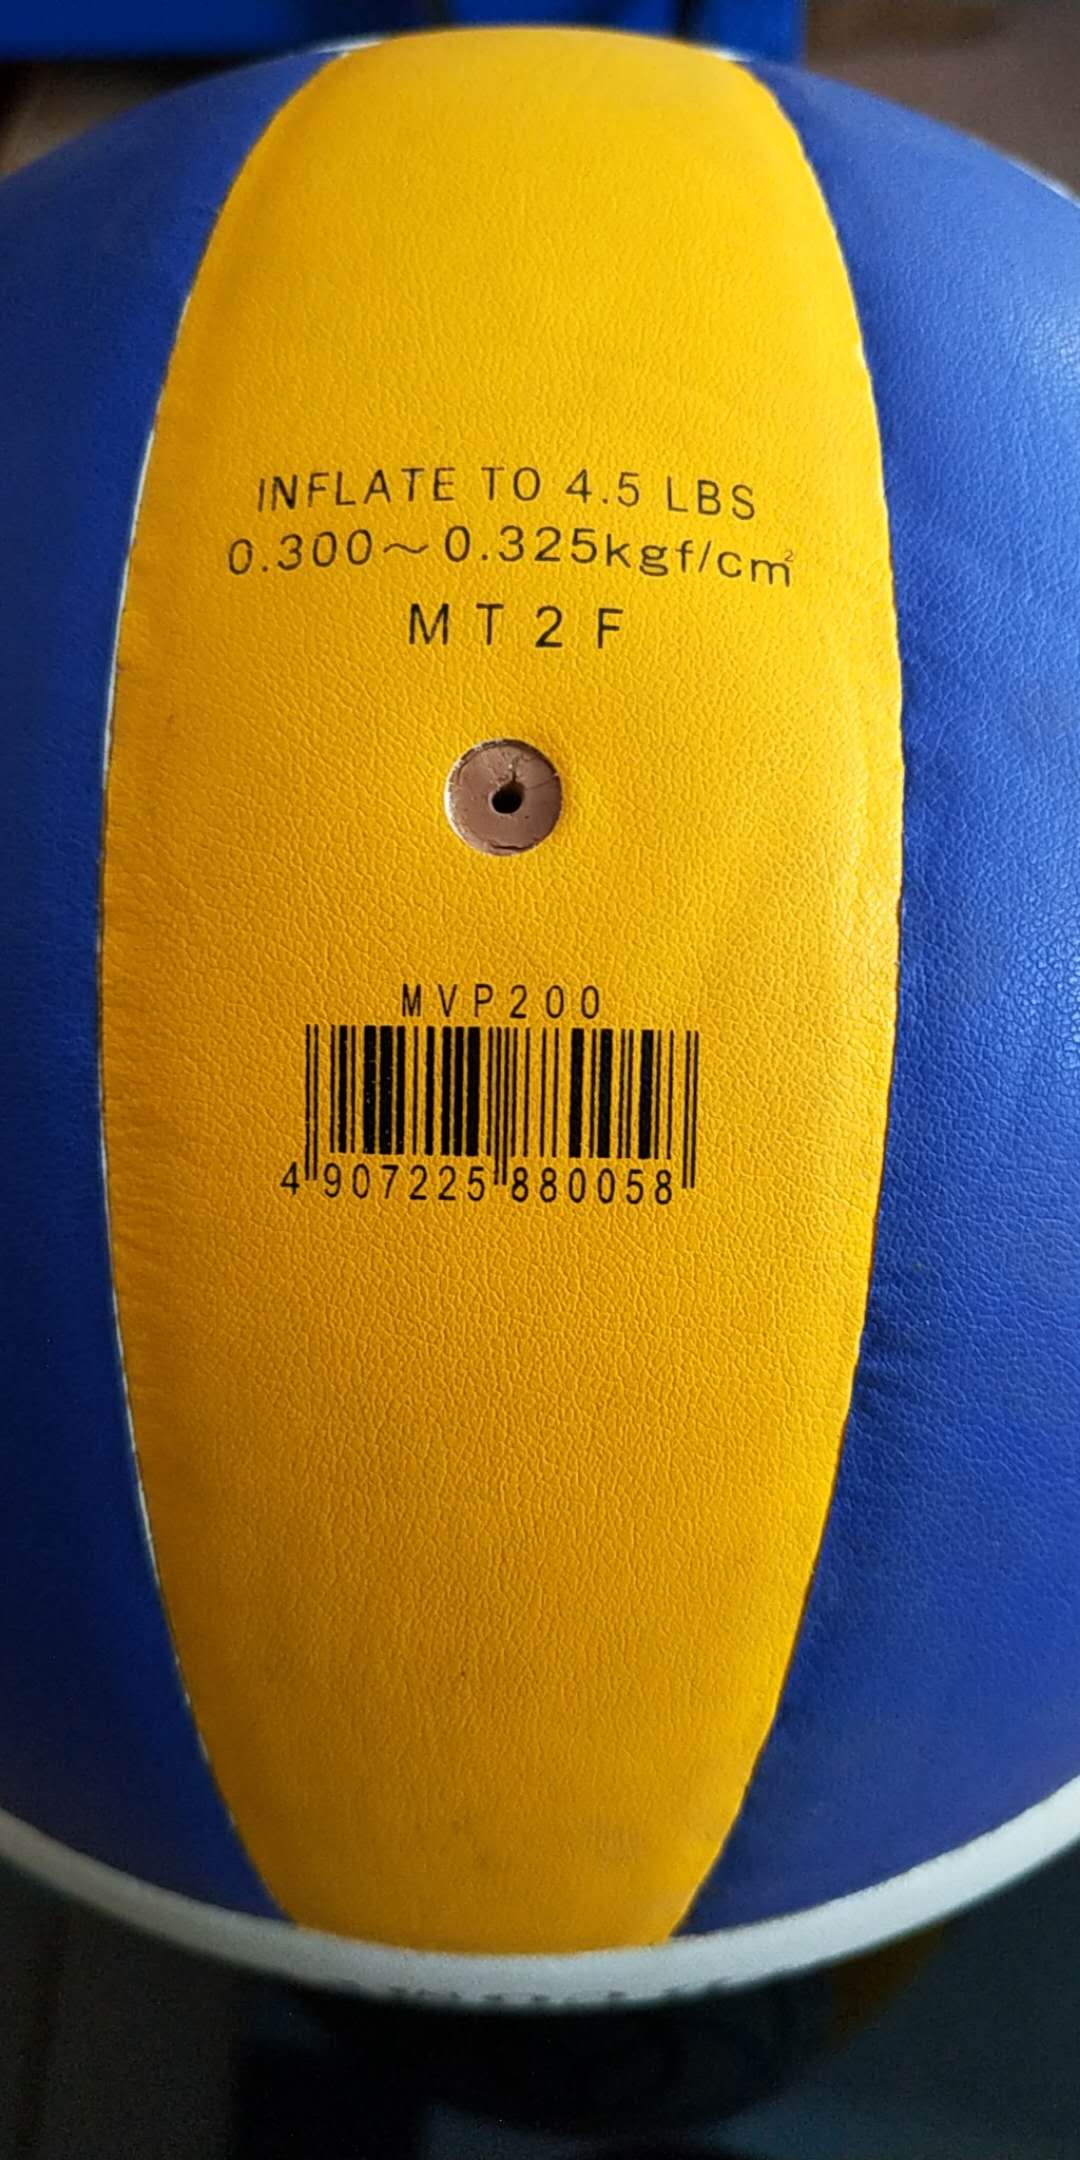 INFLATE TO 4.5 LBS
0.300～0.325kgf/cm²
MT2F
MVP200
4 907225 880058